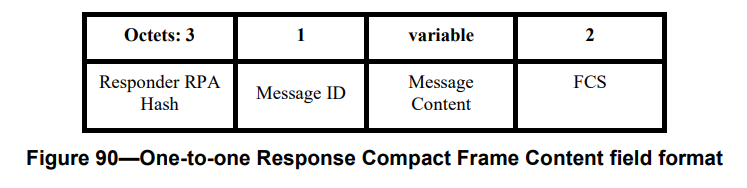 Octets: 3 1 variable 2
Responder RPA Hash Message ID Message Content FCS
Figure 90—One-to-one Response Compact Frame Content field format